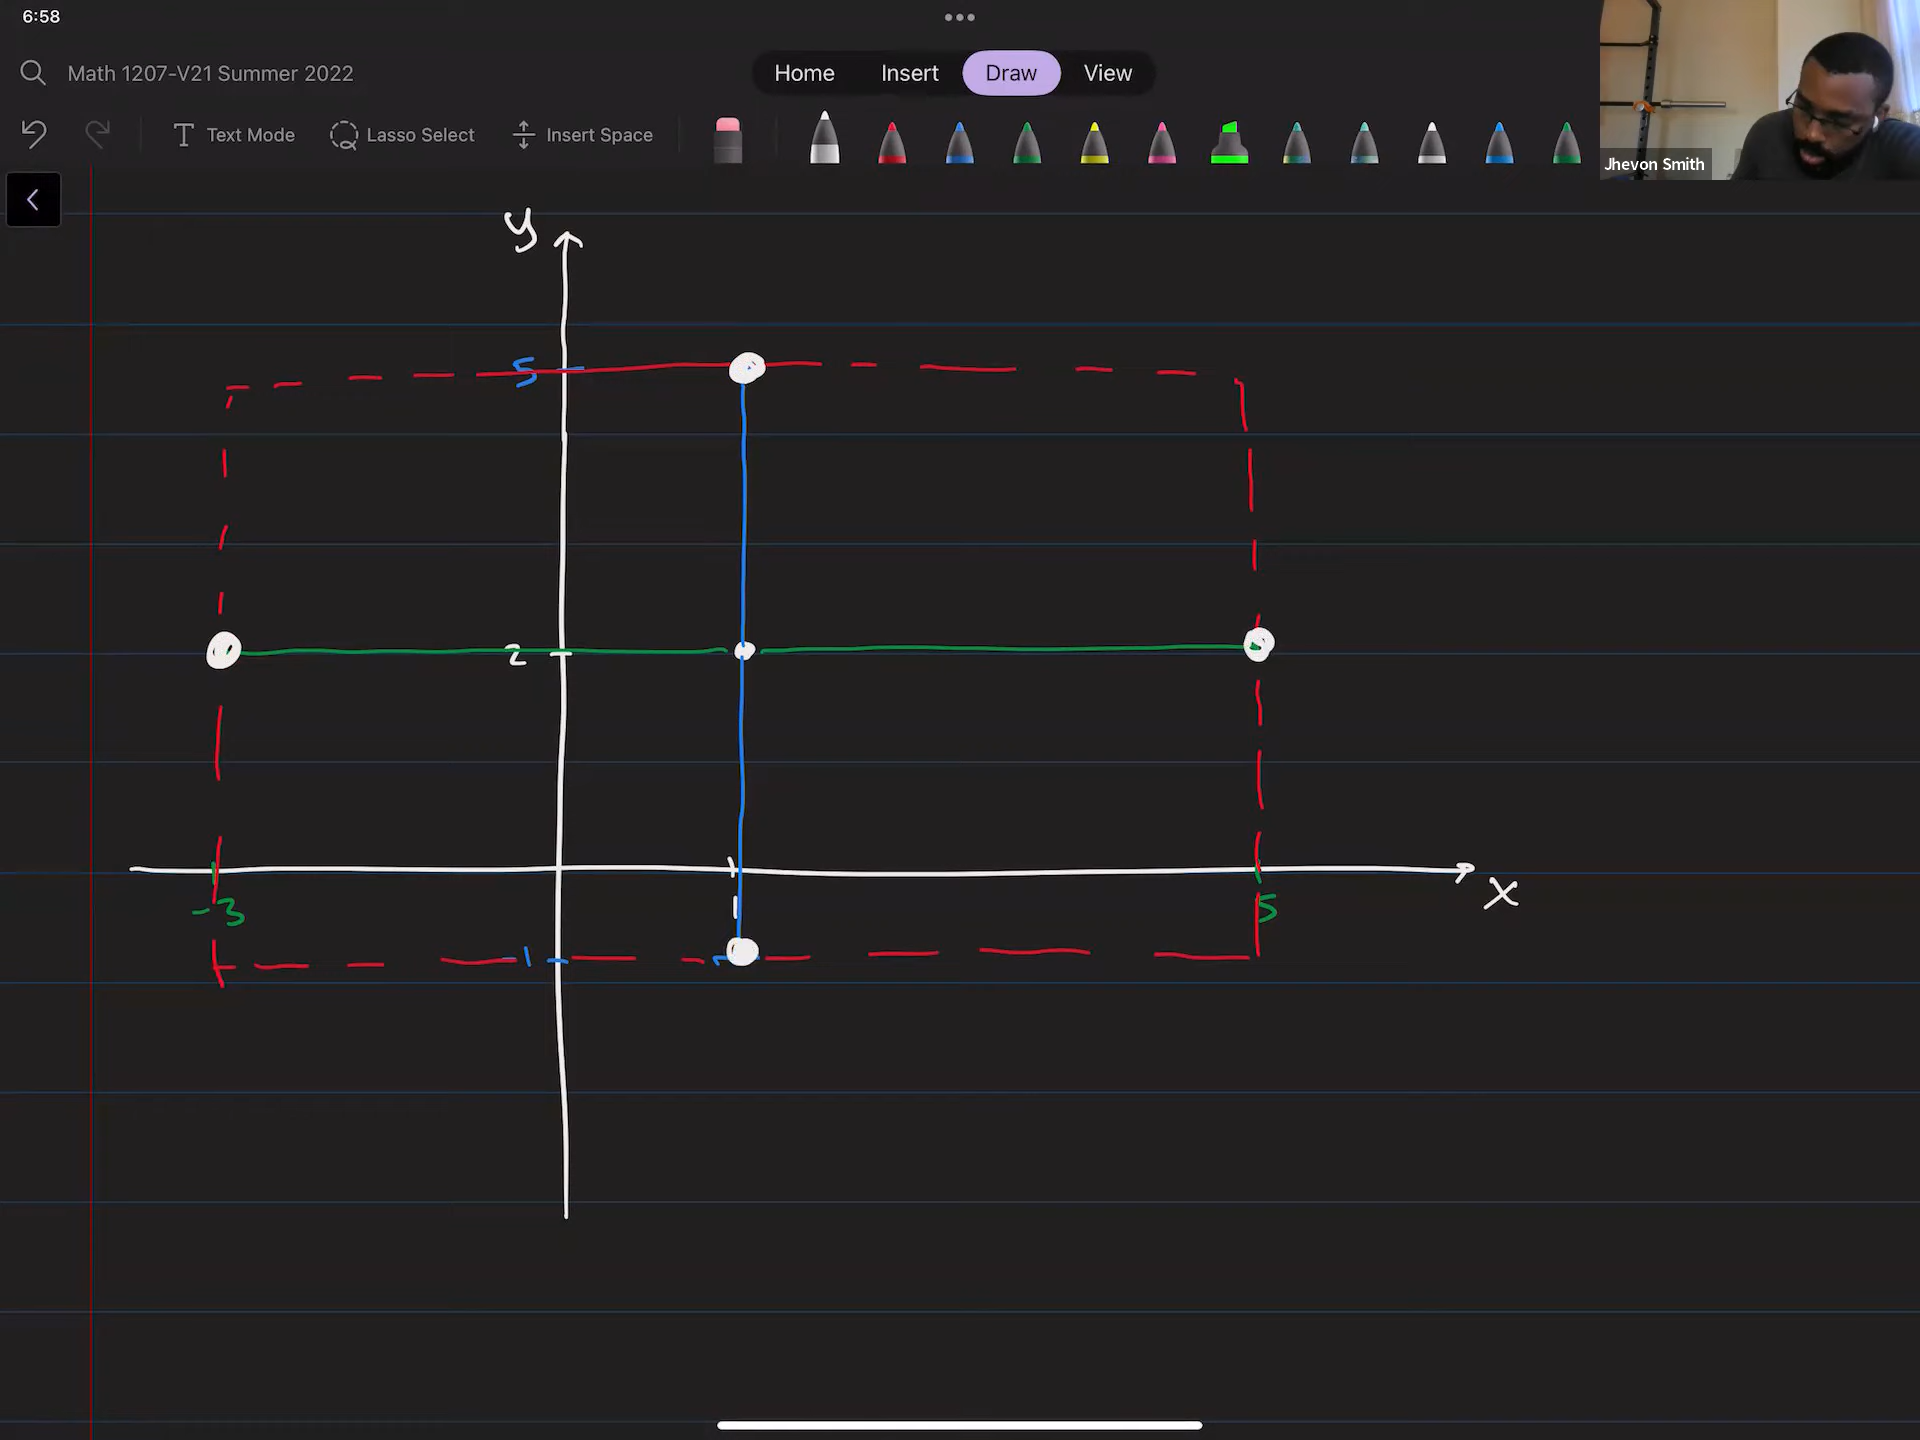 6:58
Math 1207-V21 Summer 2022
Home Insert Draw View
Text Mode Lasso Select Insert Space
Jhevon Smith
y
5
2
1
-3
5
x
-1